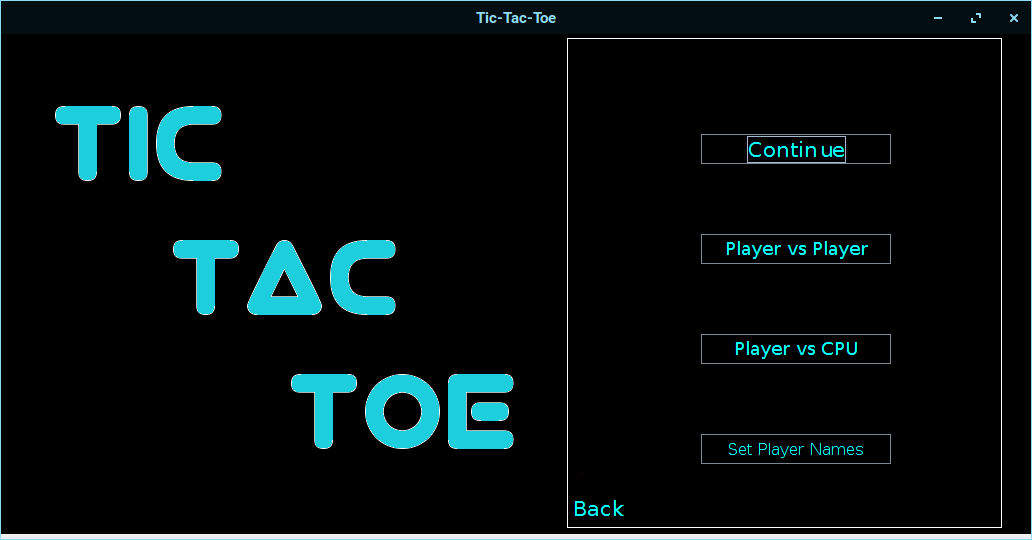 Tic-Tac-Toe
TIC
TAC
TOE
Continue
Player vs Player
Player vs CPU
Set Player Names
Back